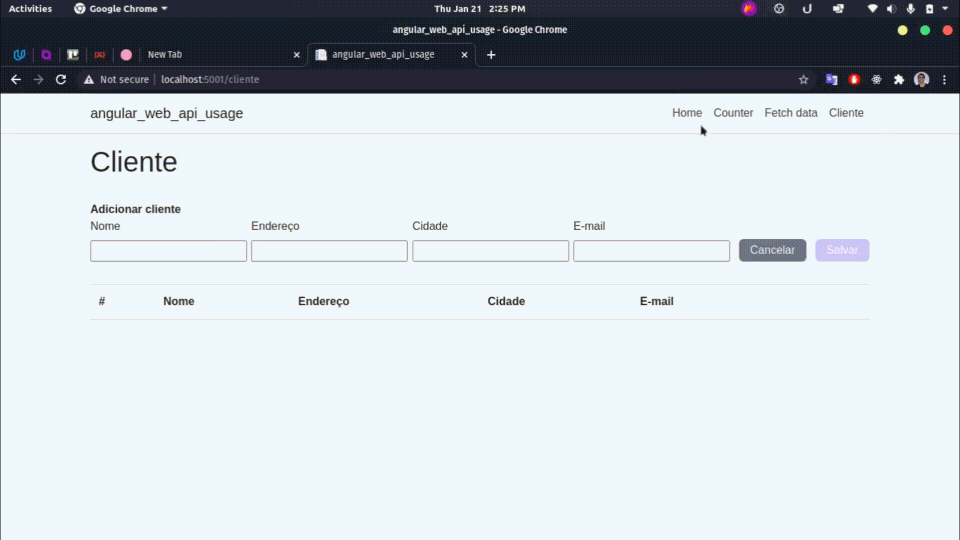 Activities Google Chrome Thu Jan 21 2:25 PM
angular_web_api_usage - Google Chrome
New Tab angular_web_api_usage
Not secure localhost:5001/cliente
angular_web_api_usage Home Counter Fetch data Cliente
Cliente
Adicionar cliente
Nome Endereço Cidade E-mail
Cancelar Salvar
# Nome Endereço Cidade E-mail